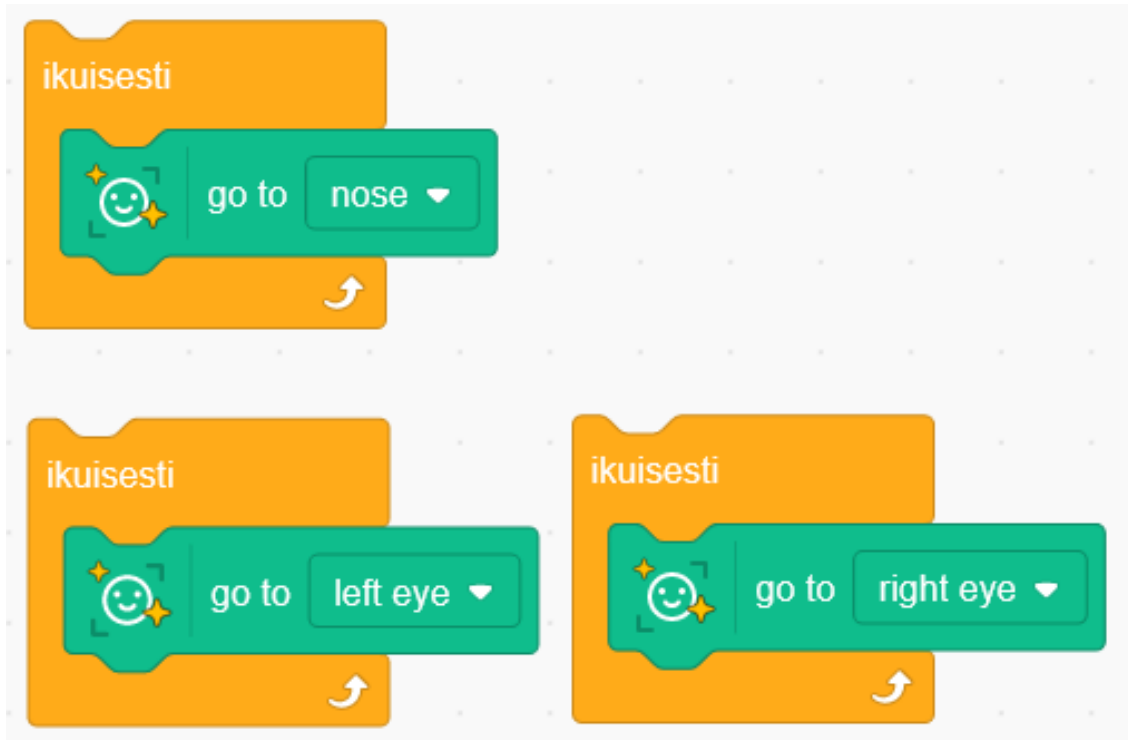 ikuisesti
go to nose
ikuisesti
go to left eye
ikuisesti
go to right eye